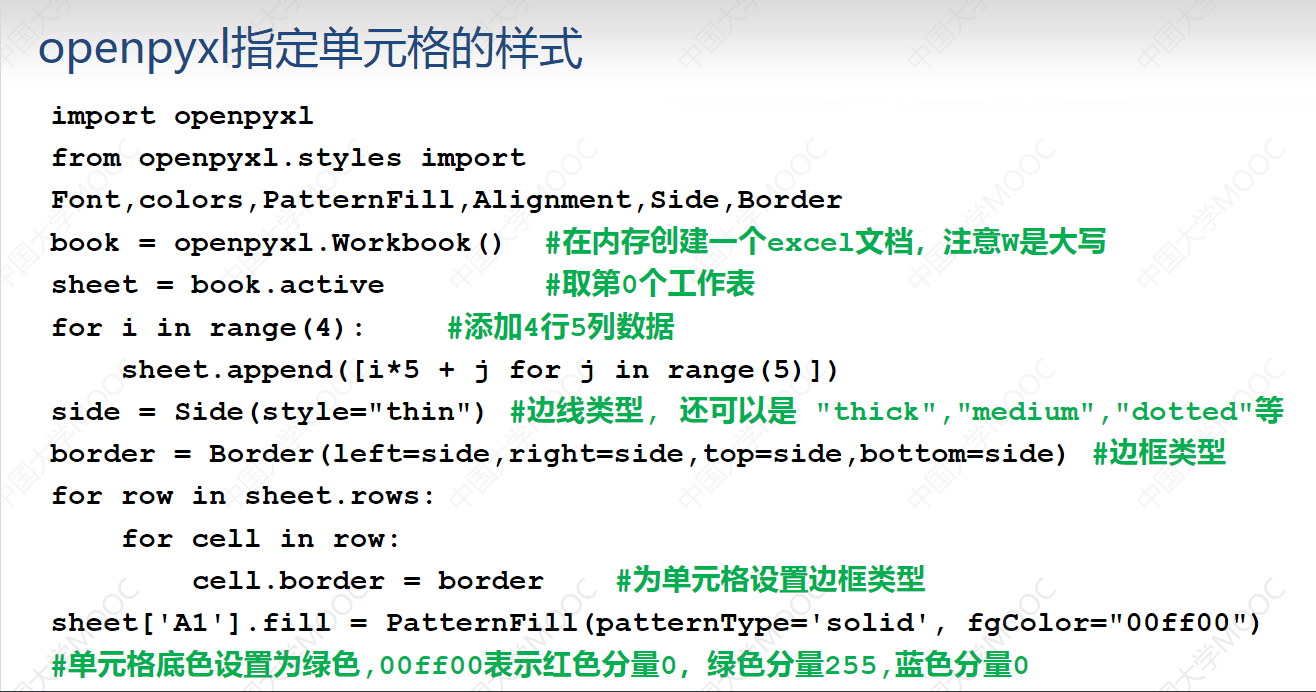 openpyxl指定单元格的样式
import openpyxl
from openpyxl.styles import
Font,colors,PatternFill,Alignment,Side,Border
book = openpyxl.Workbook() #在内存创建一个excel文档，注意W是大写
sheet = book.active #取第0个工作表
for i in range(4): #添加4行5列数据
    sheet.append([i*5 + j for j in range(5)])
side = Side(style="thin") #边线类型，还可以是 "thick","medium","dotted"等
border = Border(left=side,right=side,top=side,bottom=side) #边框类型
for row in sheet.rows:
    for cell in row:
        cell.border = border #为单元格设置边框类型
sheet['A1'].fill = PatternFill(patternType='solid', fgColor="00ff00")
#单元格底色设置为绿色,00ff00表示红色分量0，绿色分量255,蓝色分量0
中国大学MOOC